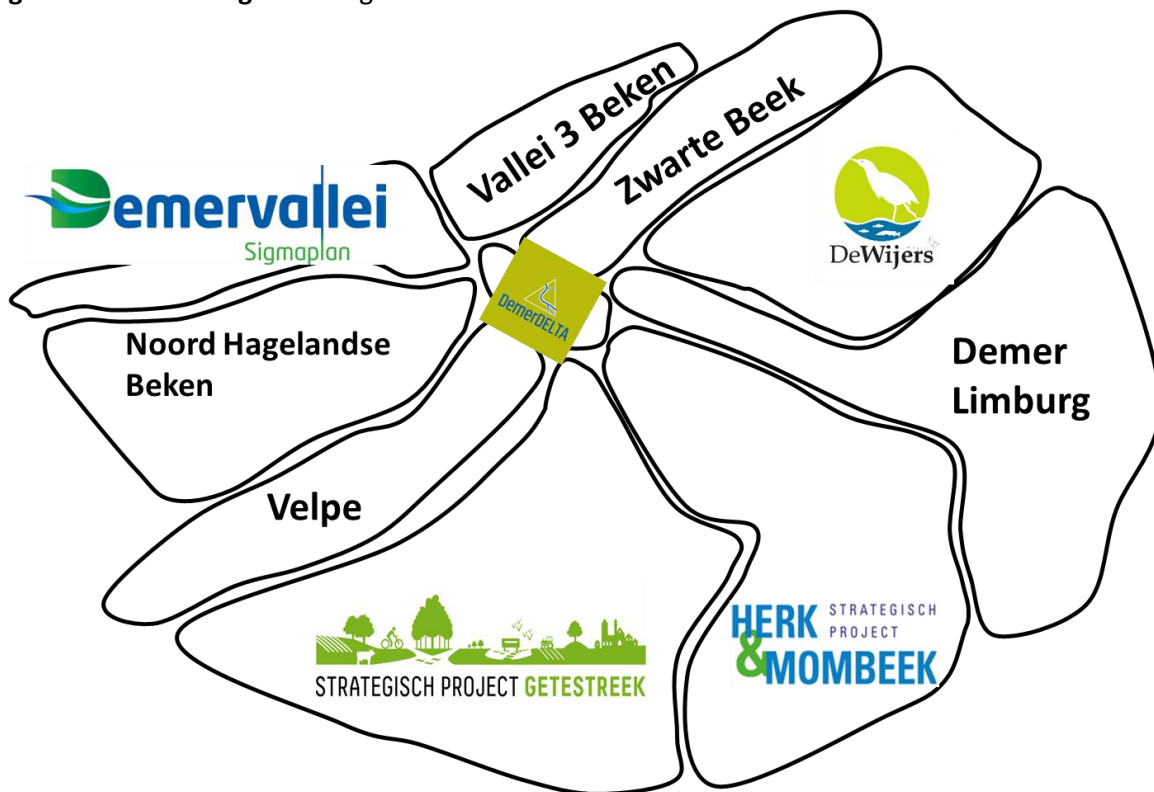 Vallei 3 Beken
Zwarte Beek
Demervallei
Sigmaplan
DeWijers
DemerDELTA
Noord Hagelandse
Beken
Demer
Limburg
Velpe
STRATEGISCH PROJECT GETESTREEK
HERK
& MOMBEEK
STRATEGISCH
PROJECT